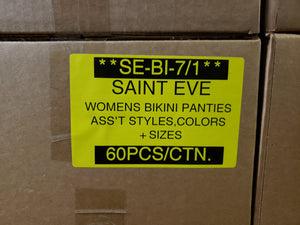 **SE-BI-7/1**
SAINT EVE
WOMENS BIKINI PANTIES
ASS'T STYLES,COLORS
+ SIZES
60PCS/CTN.